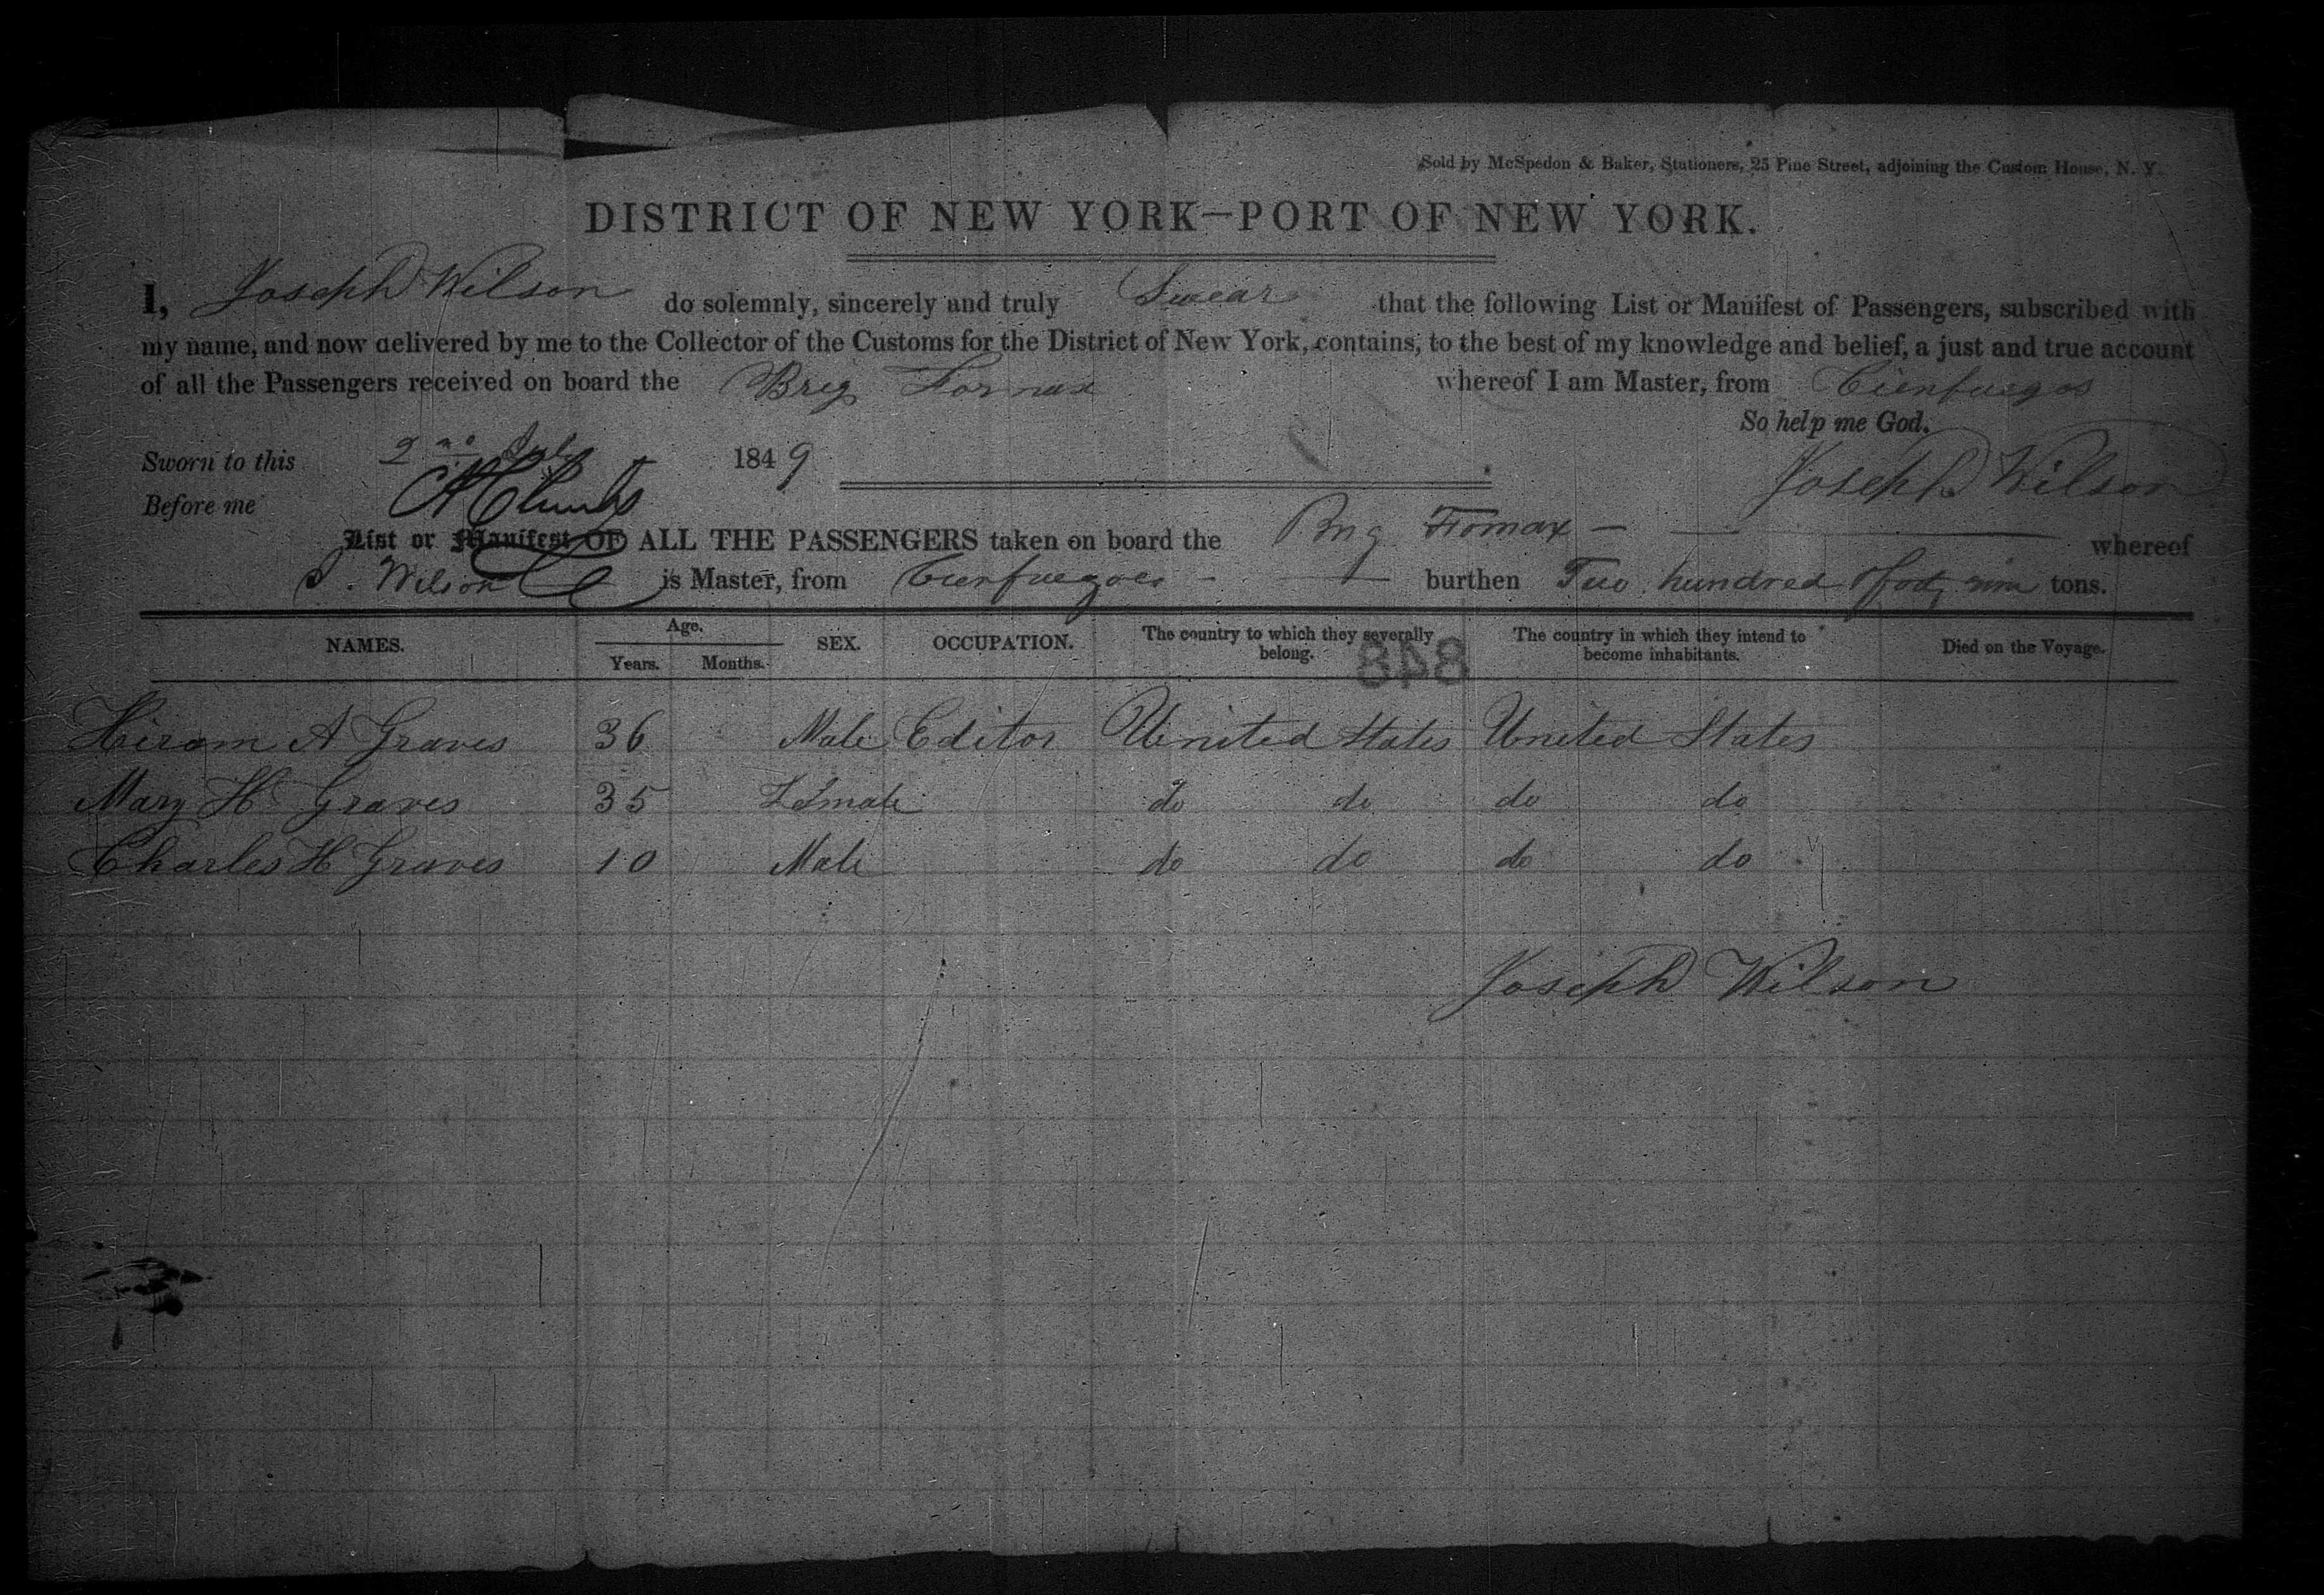 Sold by McSpedon & Baker, Stationers, 25 Pine Street, adjoining the Custom House, N. Y.
DISTRICT OF NEW YORK—PORT OF NEW YORK.
I, Joseph Wilson do solemnly, sincerely and truly Swear that the following List or Manifest of Passengers, subscribed with
my name, and now delivered by me to the Collector of the Customs for the District of New York, contains, to the best of my knowledge and belief, a just and true account
of all the Passengers received on board the Brig whereof I am Master, from Cienfuegos
So help me God.
Sworn to this 2nd July 1849 Joseph Wilson
Before me
List or Manifest OF ALL THE PASSENGERS taken on board the Brig whereof
J. Wilson is Master, from Cienfuegoes burthen Two hundred & forty nine tons.
NAMES. Age. Years. Months. SEX. OCCUPATION. The country to which they severally belong. The country in which they intend to become inhabitants. Died on the Voyage.
848
Hiram A Graves 36 Male Editor United States United States
Mary H Graves 35 Female do do do do
Charles H Graves 10 Male do do do do
Joseph Wilson